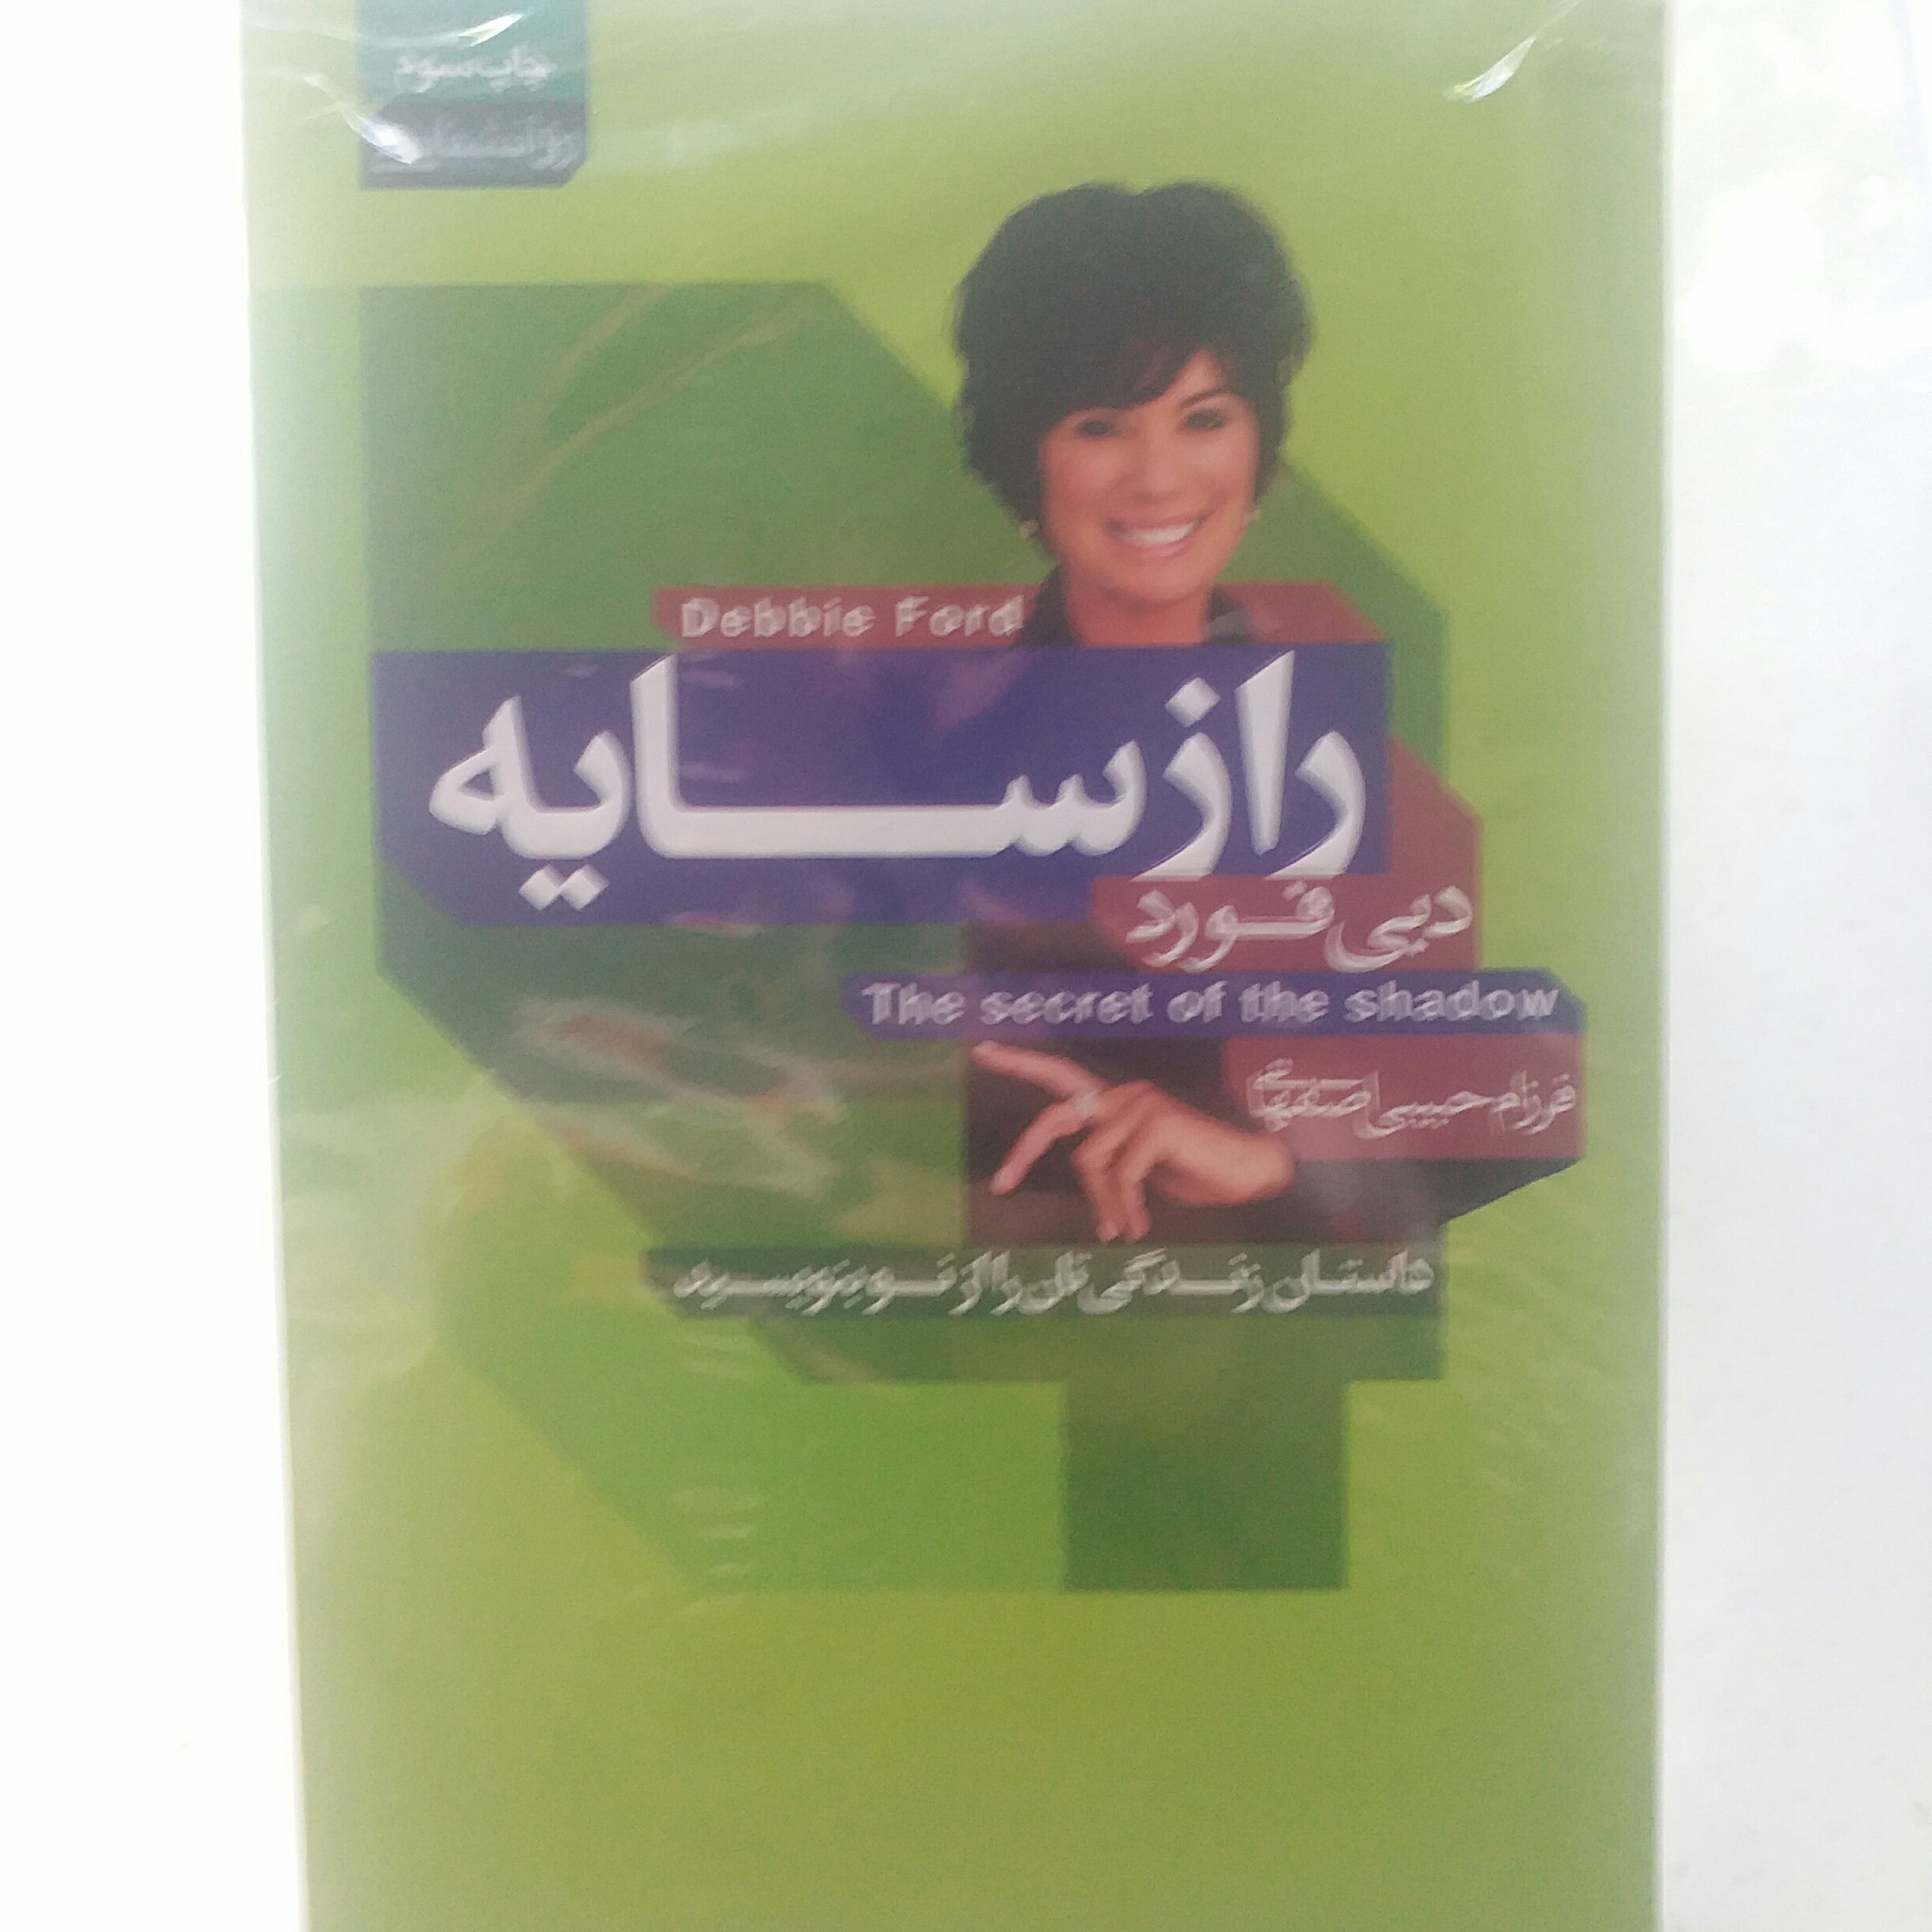 چاپ سوم
روانشناسی
Debbie Ford
راز سایه
دبی فورد
The secret of the shadow
فرزام حبیبی اصفهانی
داستان زندگی تان را از نو بنویسید